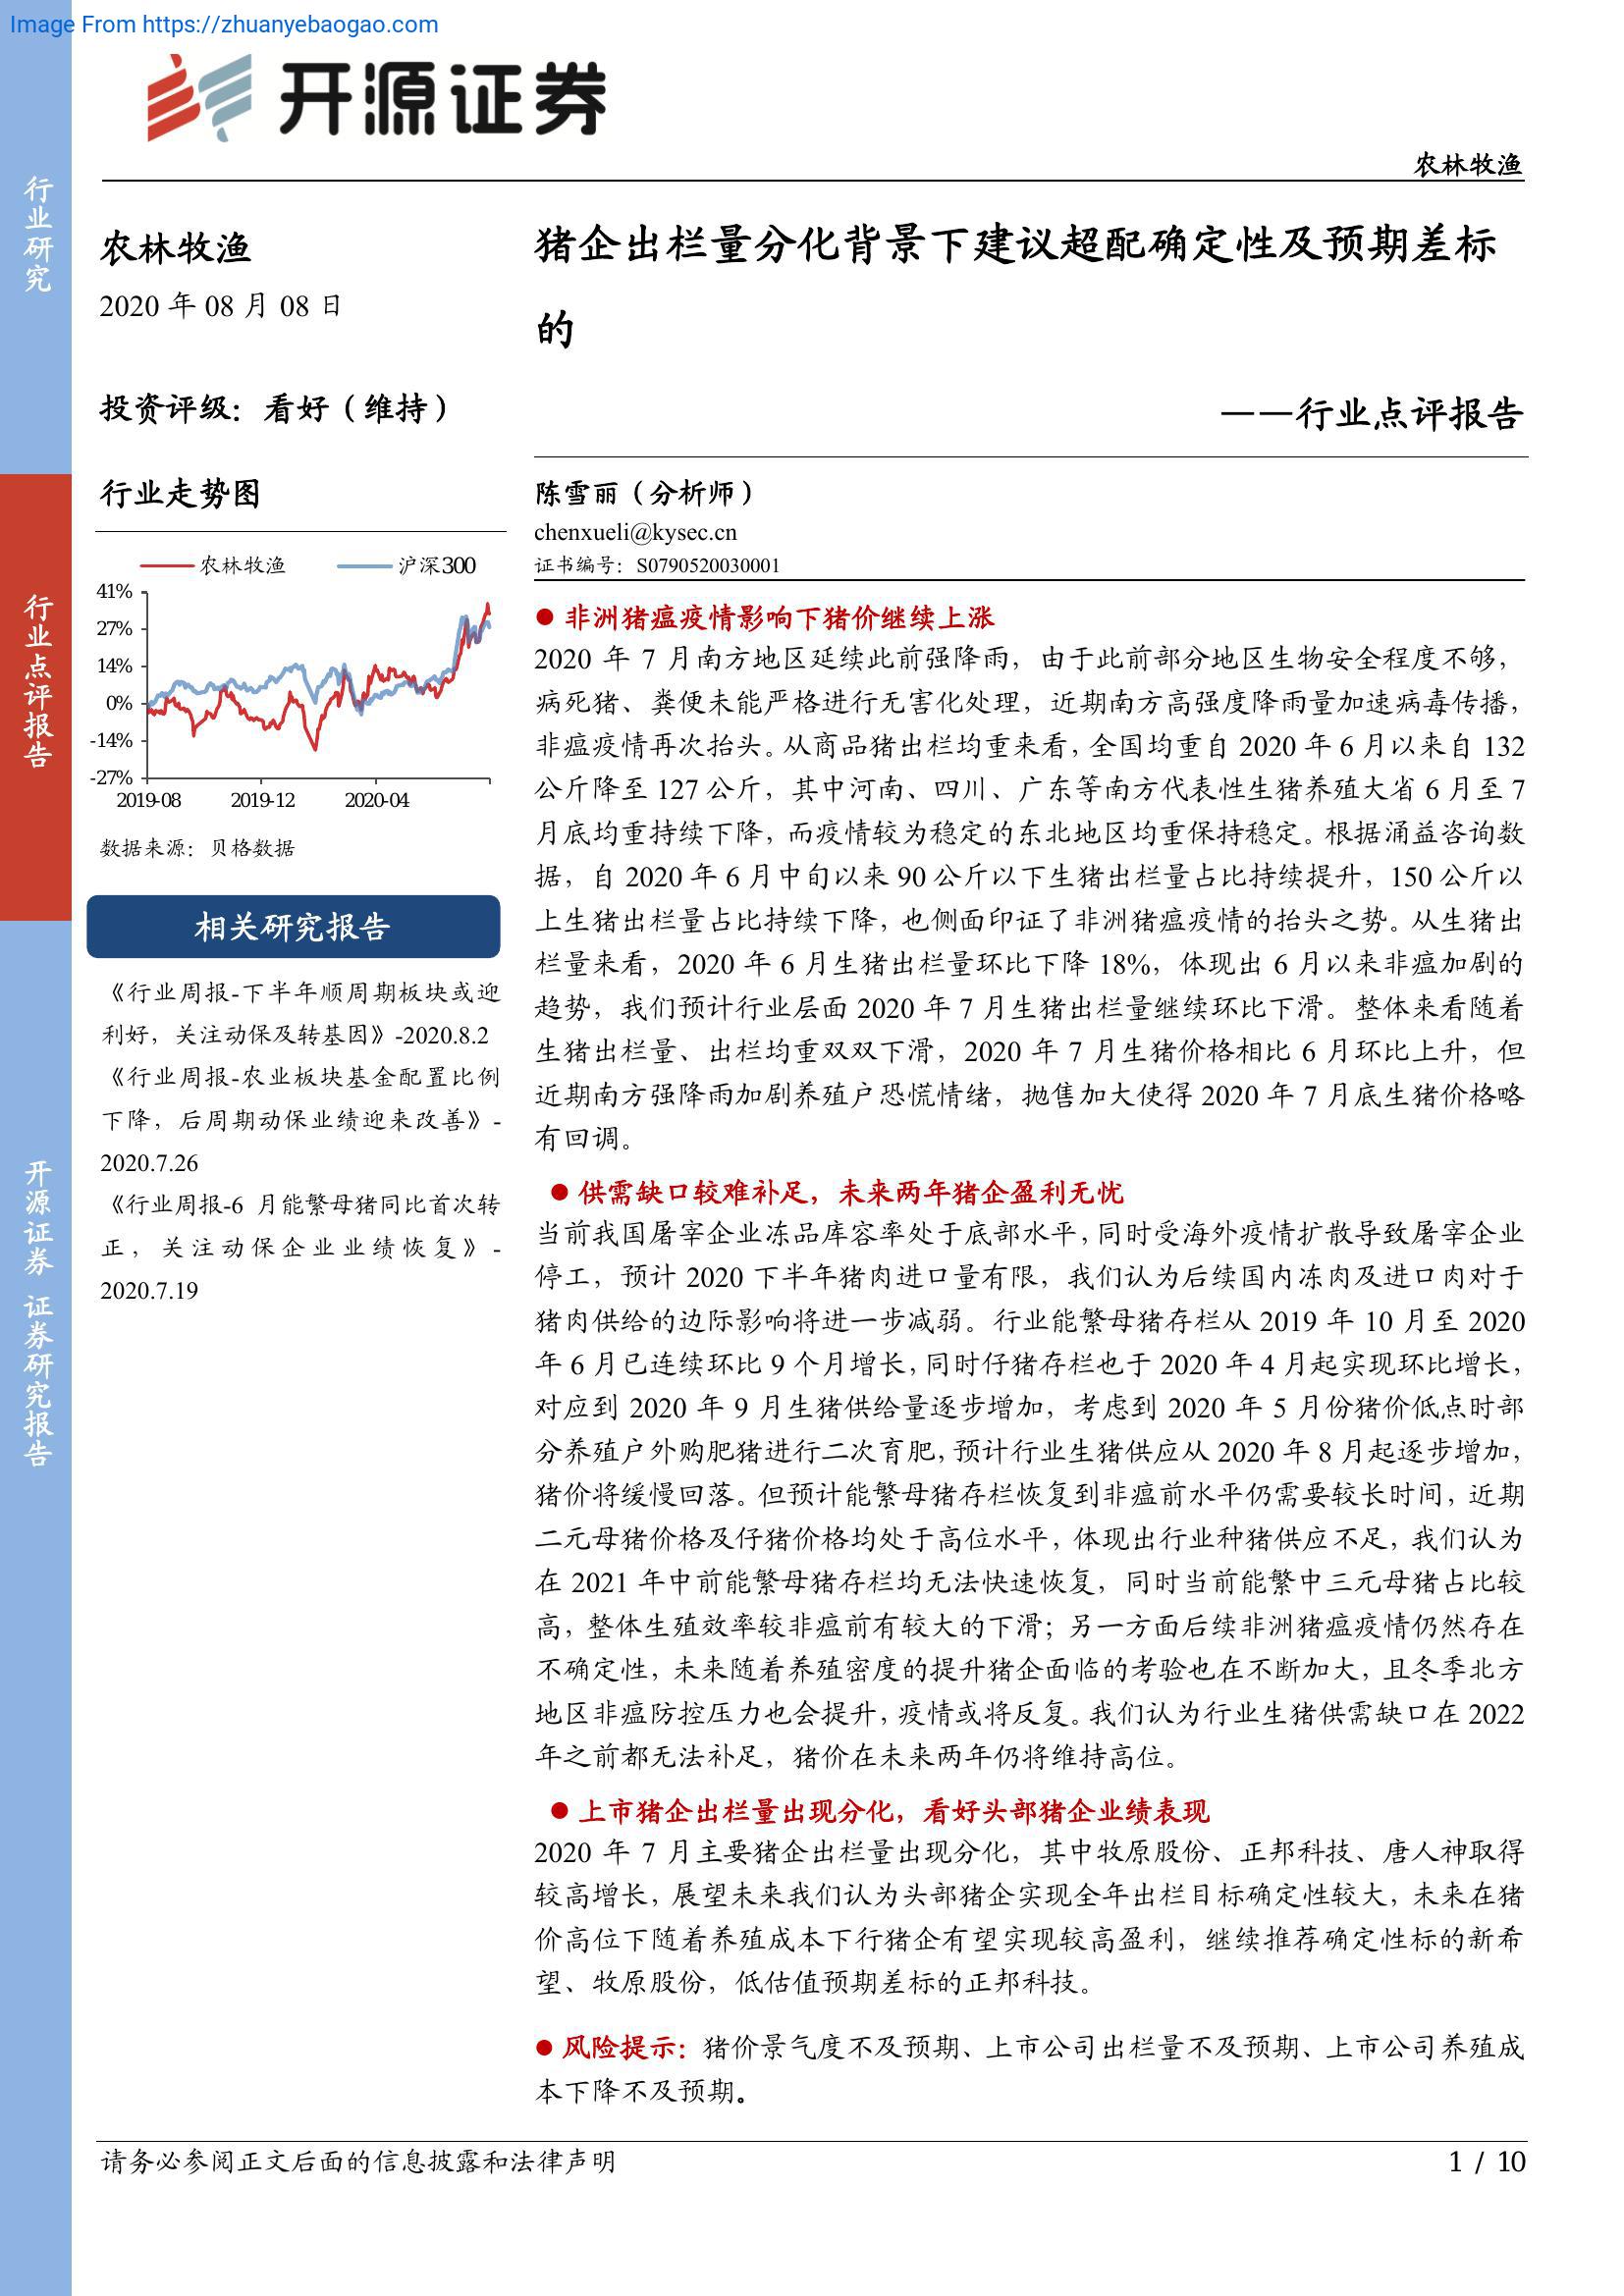 Image From https://zhuanyebaogao.com
开源证券
农林牧渔
行业研究
行业点评报告
开源证券 证券研究报告
农林牧渔
2020 年 08 月 08 日
投资评级：看好（维持）
行业走势图
农林牧渔 沪深300
41%
27%
14%
0%
-14%
-27%
2019-08 2019-12 2020-04
数据来源：贝格数据
相关研究报告
《行业周报-下半年顺周期板块或迎
利好，关注动保及转基因》-2020.8.2
《行业周报-农业板块基金配置比例
下降，后周期动保业绩迎来改善》-
2020.7.26
《行业周报-6 月能繁母猪同比首次转
正，关注动保企业业绩恢复》-
2020.7.19
猪企出栏量分化背景下建议超配确定性及预期差标
的
——行业点评报告
陈雪丽（分析师）
chenxueli@kysec.cn
证书编号：S0790520030001
● 非洲猪瘟疫情影响下猪价继续上涨
2020 年 7 月南方地区延续此前强降雨，由于此前部分地区生物安全程度不够，
病死猪、粪便未能严格进行无害化处理，近期南方高强度降雨量加速病毒传播，
非瘟疫情再次抬头。从商品猪出栏均重来看，全国均重自 2020 年 6 月以来自 132
公斤降至 127 公斤，其中河南、四川、广东等南方代表性生猪养殖大省 6 月至 7
月底均重持续下降，而疫情较为稳定的东北地区均重保持稳定。根据涌益咨询数
据，自 2020 年 6 月中旬以来 90 公斤以下生猪出栏量占比持续提升，150 公斤以
上生猪出栏量占比持续下降，也侧面印证了非洲猪瘟疫情的抬头之势。从生猪出
栏量来看，2020 年 6 月生猪出栏量环比下降 18%，体现出 6 月以来非瘟加剧的
趋势，我们预计行业层面 2020 年 7 月生猪出栏量继续环比下滑。整体来看随着
生猪出栏量、出栏均重双双下滑，2020 年 7 月生猪价格相比 6 月环比上升，但
近期南方强降雨加剧养殖户恐慌情绪，抛售加大使得 2020 年 7 月底生猪价格略
有回调。
● 供需缺口较难补足，未来两年猪企盈利无忧
当前我国屠宰企业冻品库容率处于底部水平，同时受海外疫情扩散导致屠宰企业
停工，预计 2020 下半年猪肉进口量有限，我们认为后续国内冻肉及进口肉对于
猪肉供给的边际影响将进一步减弱。行业能繁母猪存栏从 2019 年 10 月至 2020
年 6 月已连续环比 9 个月增长，同时仔猪存栏也于 2020 年 4 月起实现环比增长，
对应到 2020 年 9 月生猪供给量逐步增加，考虑到 2020 年 5 月份猪价低点时部
分养殖户外购肥猪进行二次育肥，预计行业生猪供应从 2020 年 8 月起逐步增加，
猪价将缓慢回落。但预计能繁母猪存栏恢复到非瘟前水平仍需要较长时间，近期
二元母猪价格及仔猪价格均处于高位水平，体现出行业种猪供应不足，我们认为
在 2021 年中前能繁母猪存栏均无法快速恢复，同时当前能繁中三元母猪占比较
高，整体生殖效率较非瘟前有较大的下滑；另一方面后续非洲猪瘟疫情仍然存在
不确定性，未来随着养殖密度的提升猪企面临的考验也在不断加大，且冬季北方
地区非瘟防控压力也会提升，疫情或将反复。我们认为行业生猪供需缺口在 2022
年之前都无法补足，猪价在未来两年仍将维持高位。
● 上市猪企出栏量出现分化，看好头部猪企业绩表现
2020 年 7 月主要猪企出栏量出现分化，其中牧原股份、正邦科技、唐人神取得
较高增长，展望未来我们认为头部猪企实现全年出栏目标确定性较大，未来在猪
价高位下随着养殖成本下行猪企有望实现较高盈利，继续推荐确定性标的新希
望、牧原股份，低估值预期差标的正邦科技。
● 风险提示：猪价景气度不及预期、上市公司出栏量不及预期、上市公司养殖成
本下降不及预期。
请务必参阅正文后面的信息披露和法律声明
1 / 10